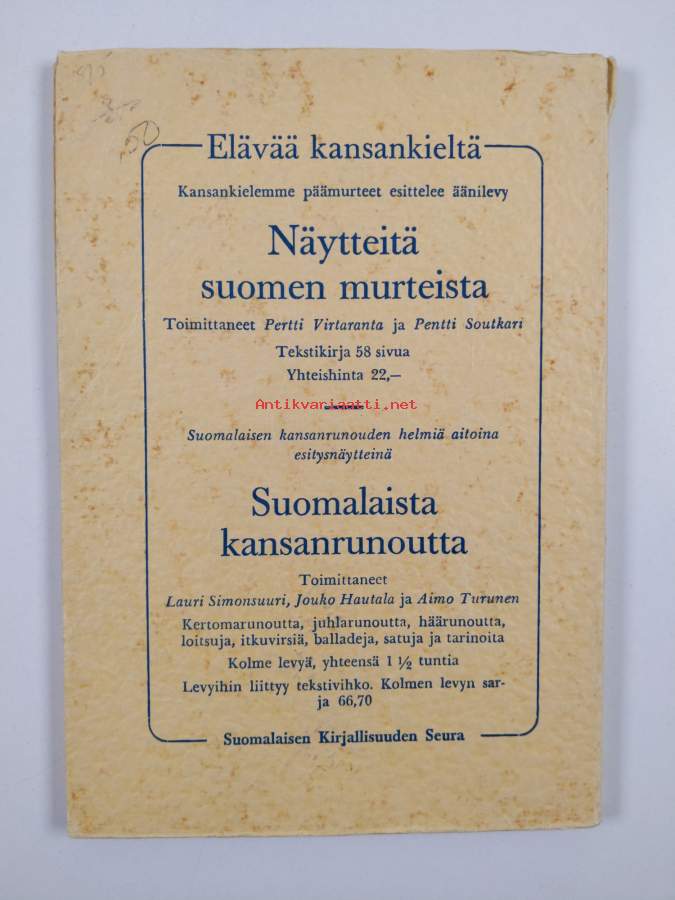 50
Elävää kansankieltä
Kansankielemme päämurteet esittelee äänilevy
Näytteitä
suomen murteista
Toimittaneet Pertti Virtaranta ja Pentti Soutkari
Tekstikirja 58 sivua
Yhteishinta 22,—
Antikvariaatti.net
Suomalaisen kansanrunouden helmiä aitoina
esitysnäytteinä
Suomalaista
kansanrunoutta
Toimittaneet
Lauri Simonsuuri, Jouko Hautala ja Aimo Turunen
Kertomarunoutta, juhlarunoutta, häärunoutta,
loitsuja, itkuvirsiä, balladeja, satuja ja tarinoita
Kolme levyä, yhteensä 1 ½ tuntia
Levyihin liittyy tekstivihko. Kolmen levyn sar-
ja 66,70
Suomalaisen Kirjallisuuden Seura